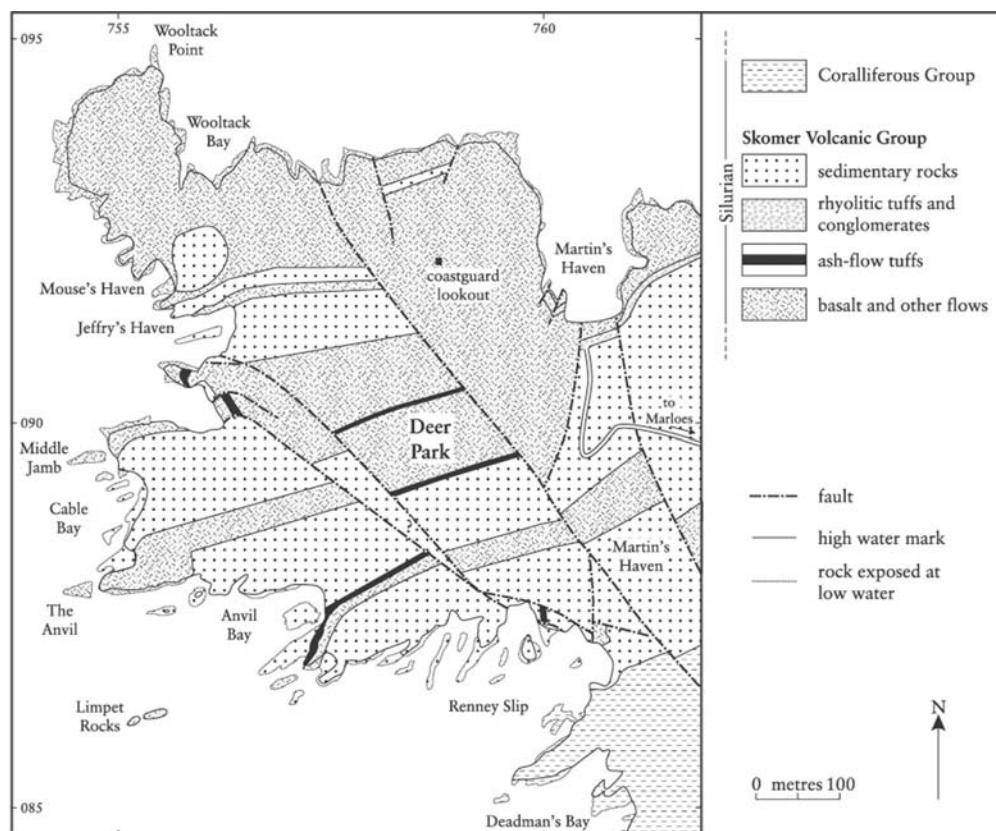 755
760
095
Wooltack
Point
Wooltack
Bay
Mouse's Haven
Jeffry's Haven
coastguard
lookout
Martin's
Haven
090
to
Marloes
Deer
Park
Middle
Jamb
Cable
Bay
Martin's
Haven
The
Anvil
Anvil
Bay
Limpet
Rocks
Renney Slip
085
Deadman's Bay
Silurian
Coralliferous Group
Skomer Volcanic Group
sedimentary rocks
rhyolitic tuffs and
conglomerates
ash-flow tuffs
basalt and other flows
fault
high water mark
rock exposed at
low water
N
0 metres 100